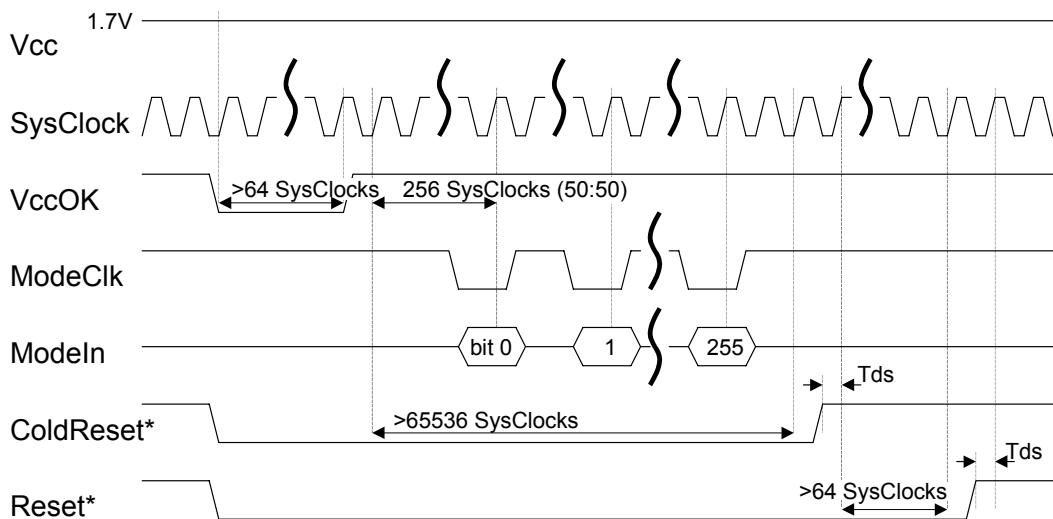 1.7V
Vcc
SysClock
VccOK
>64 SysClocks
256 SysClocks (50:50)
ModeClk
ModeIn
bit 0
1
255
Tds
ColdReset*
>65536 SysClocks
Tds
>64 SysClocks
Reset*